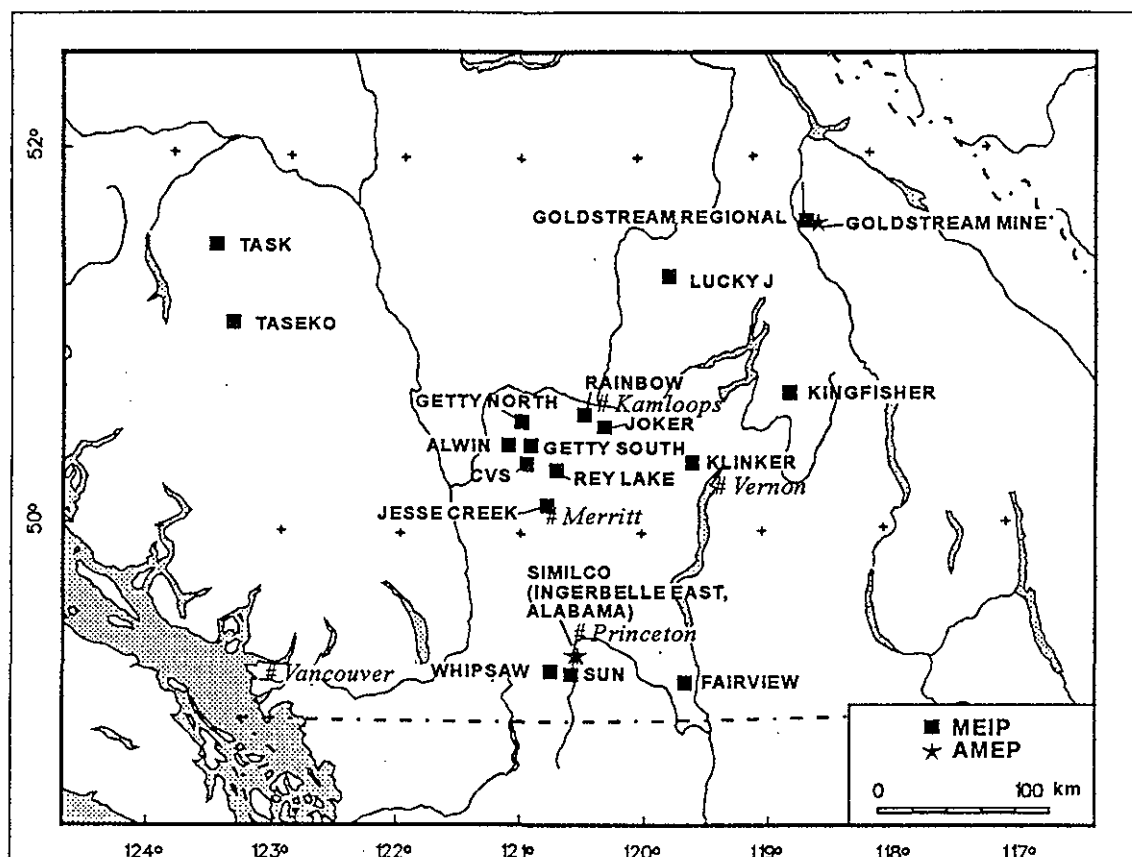 52°
GOLDSTREAM REGIONAL
GOLDSTREAM MINE
TASK
LUCKY J
TASEKO
KINGFISHER
RAINBOW
# Kamloops
GETTY NORTH
JOKER
ALWIN
GETTY SOUTH
CVS
REY LAKE
KLINKER
# Vernon
JESSE CREEK
# Merritt
50°
SIMILCO
(INGERBELLE EAST,
ALABAMA)
# Princeton
# Vancouver
WHIPSAW
SUN
FAIRVIEW
MEIP
AMEP
0 100 km
124° 123° 122° 121° 120° 119° 118° 117°